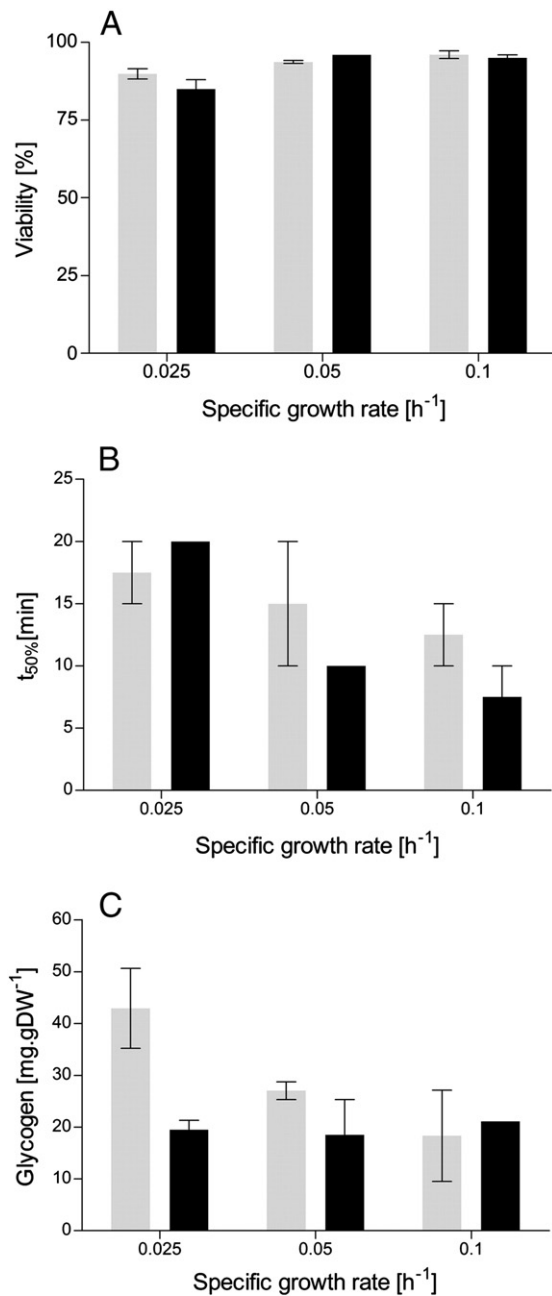 A
100
75
50
25
0
Viability [%]
0.025 0.05 0.1
Specific growth rate [h⁻¹]
B
25
20
15
10
5
0
t50%[min]
0.025 0.05 0.1
Specific growth rate [h⁻¹]
C
60
50
40
30
20
10
0
Glycogen [mg.gDW⁻¹]
0.025 0.05 0.1
Specific growth rate [h⁻¹]